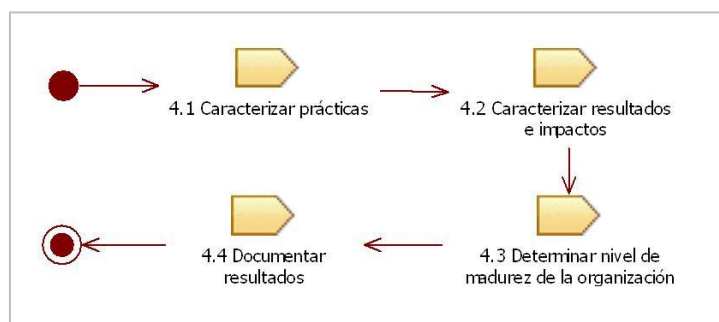 4.1 Caracterizar prácticas
4.2 Caracterizar resultados
e impactos
4.4 Documentar
resultados
4.3 Determinar nivel de
madurez de la organización